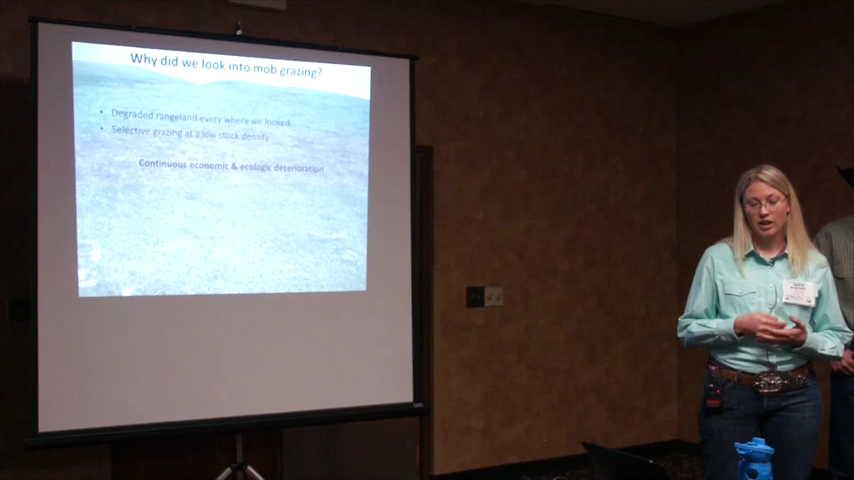 Why did we look into mob grazing?
• Degraded rangeland every where we looked
• Selective grazing at a low stock density
Continuous economic & ecologic deterioration